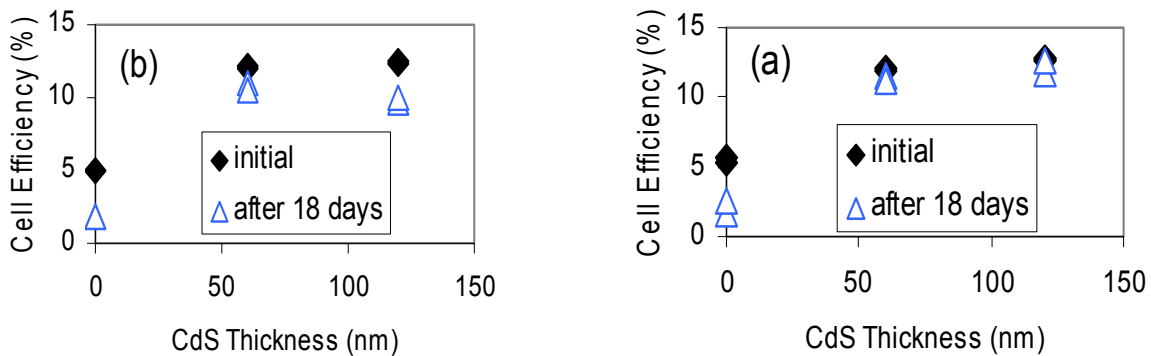 Cell Efficiency (%)
15
10
5
0
(b)
initial
after 18 days
0 50 100 150
CdS Thickness (nm)
Cell Efficiency (%)
15
10
5
0
(a)
initial
after 18 days
0 50 100 150
CdS Thickness (nm)